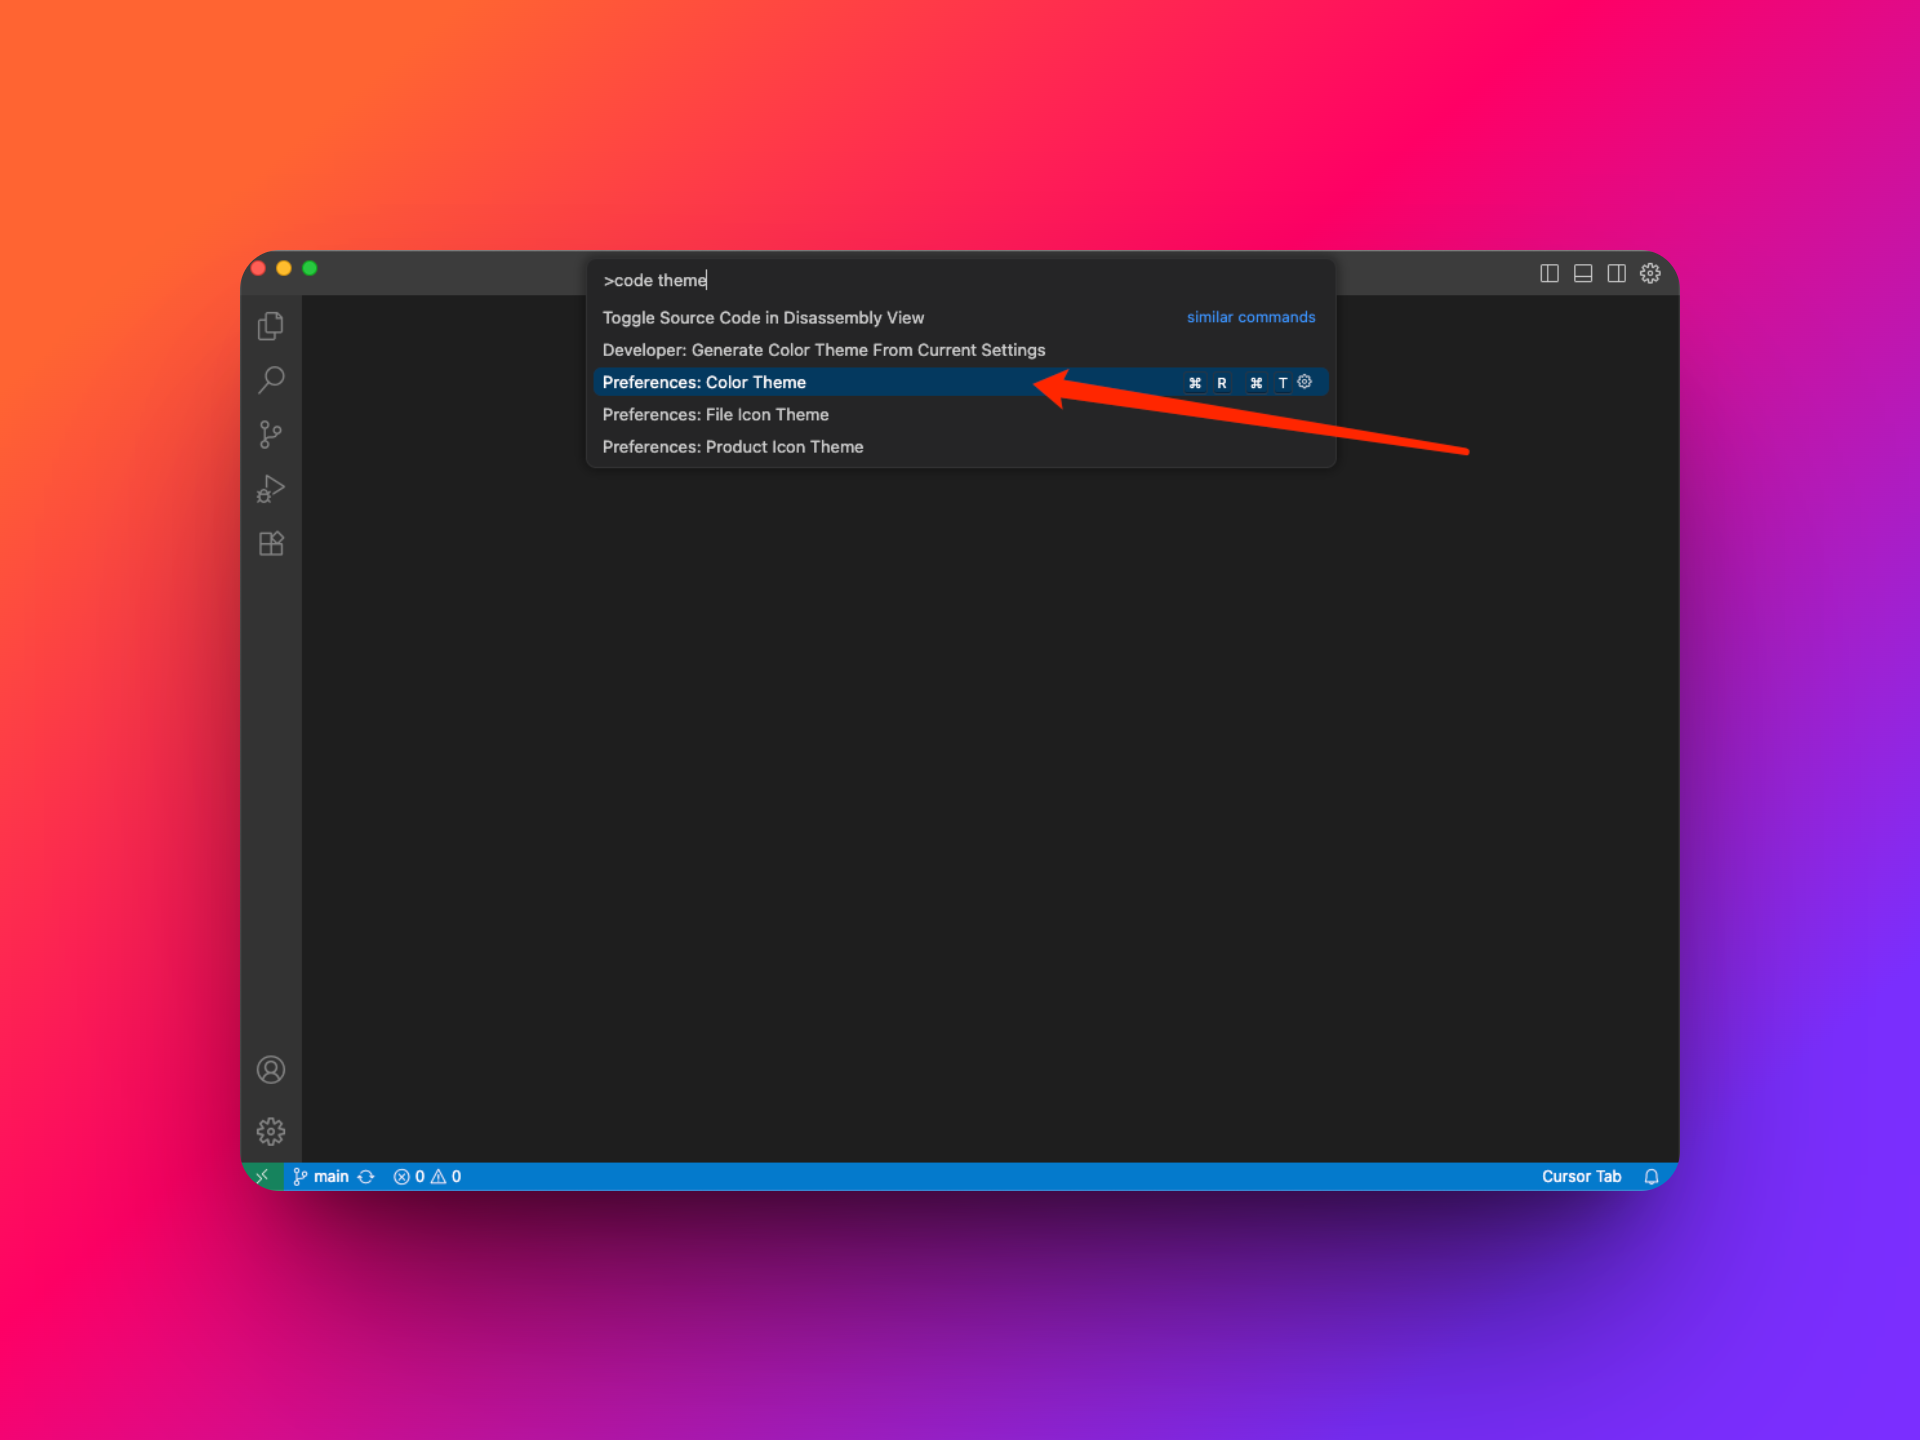 >code theme
Toggle Source Code in Disassembly View similar commands
Developer: Generate Color Theme From Current Settings
Preferences: Color Theme ⌘ R ⌘ T
Preferences: File Icon Theme
Preferences: Product Icon Theme
main 0 0 Cursor Tab